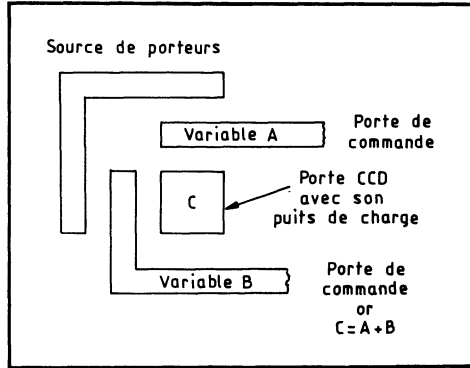 Source de porteurs
Variable A
Porte de
commande
C
Porte CCD
avec son
puits de charge
Variable B
Porte de
commande
or
C=A+B